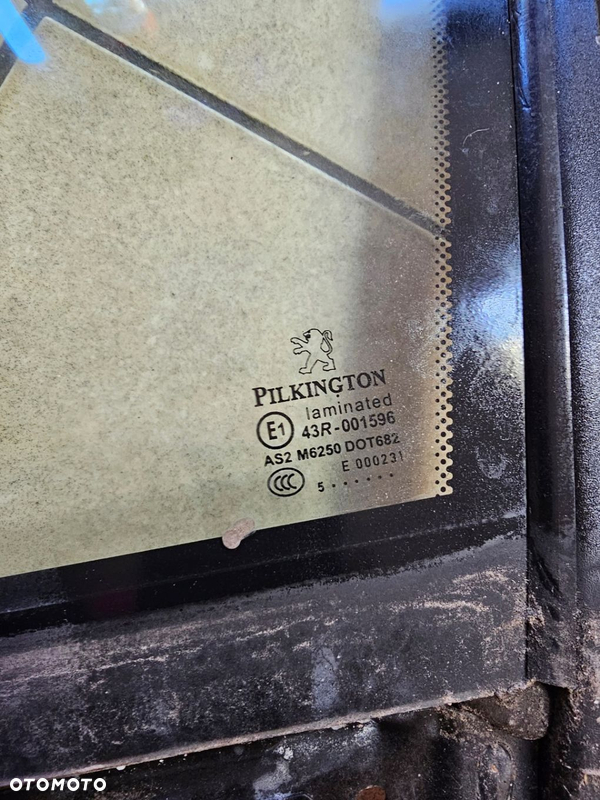 PILKINGTON
laminated
E1 43R-001596
AS2 M6250 DOT682
E 000231
CCC 5 · · · · · ·
OTOMOTO